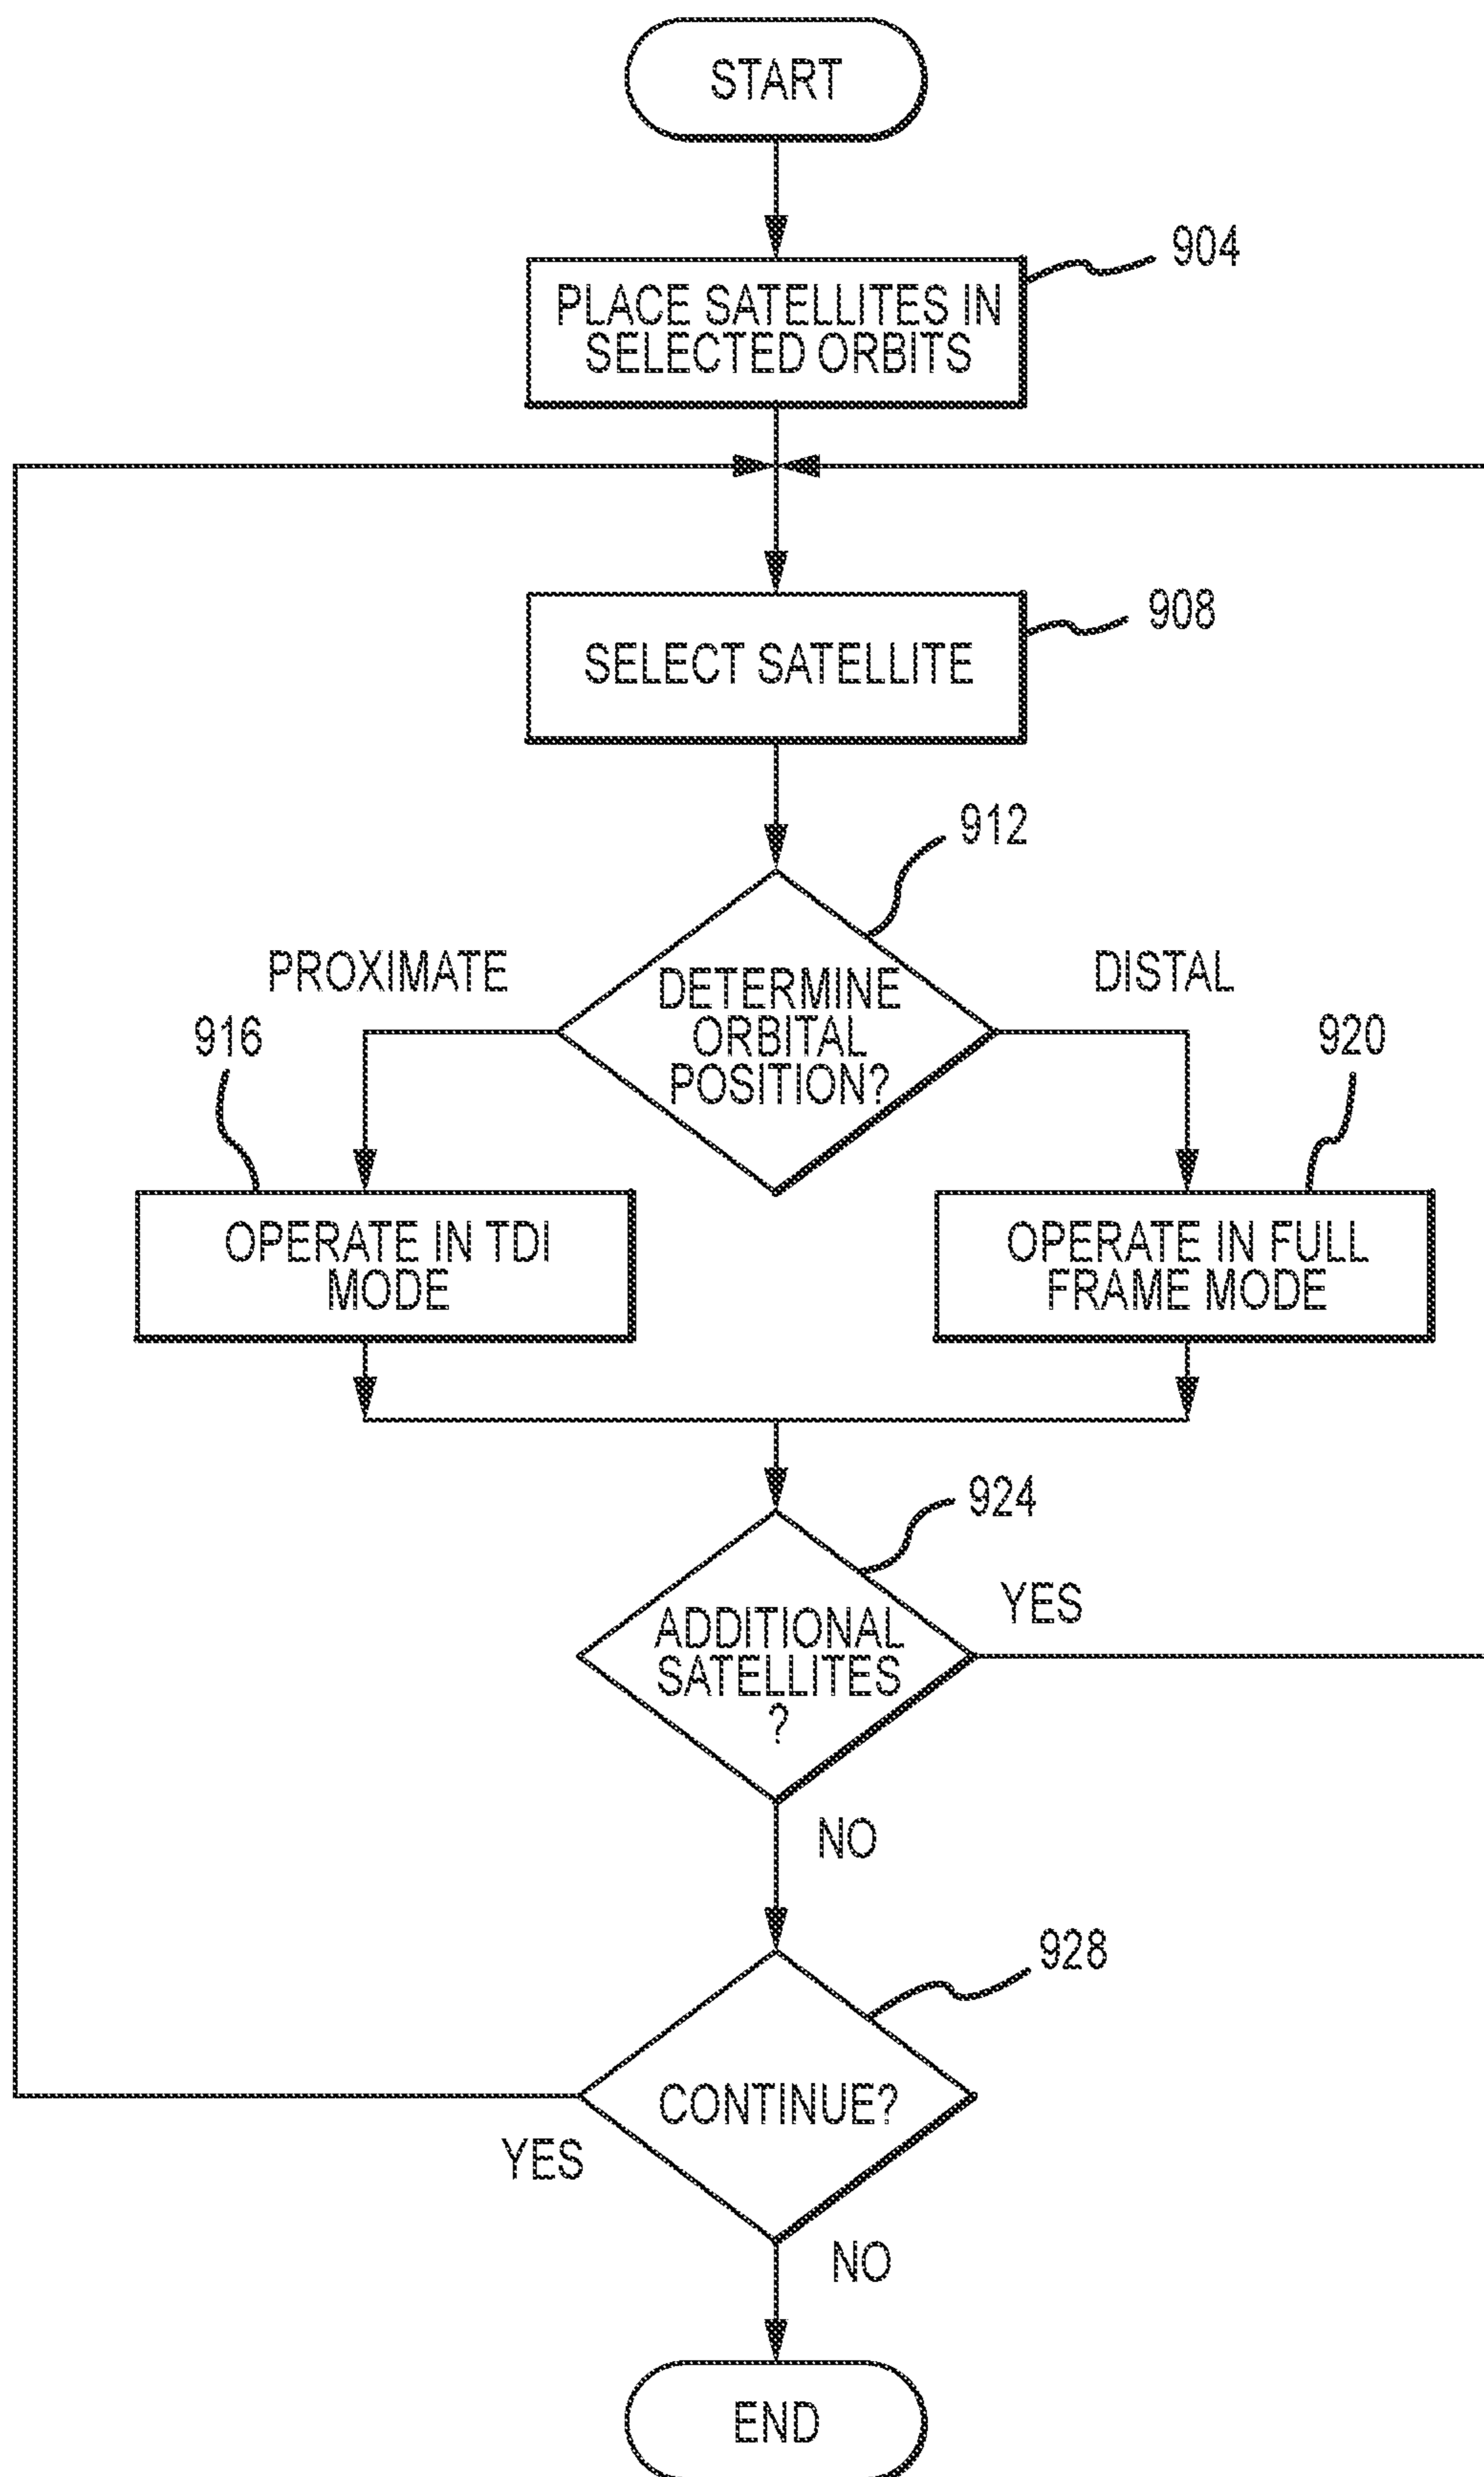 START
904
PLACE SATELLITES IN
SELECTED ORBITS
908
SELECT SATELLITE
912
PROXIMATE
DISTAL
DETERMINE
ORBITAL
POSITION?
916
920
OPERATE IN TDI
MODE
OPERATE IN FULL
FRAME MODE
924
YES
ADDITIONAL
SATELLITES
?
NO
928
CONTINUE?
YES
NO
END